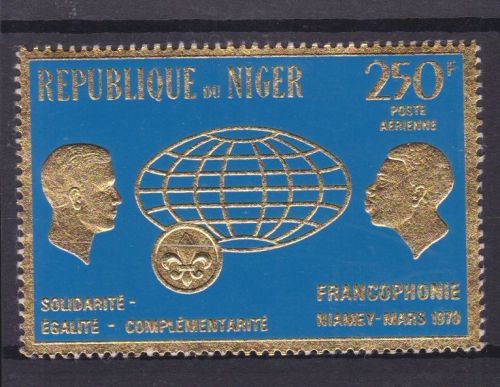 REPUBLIQUE DU NIGER
250F
POSTE
AERIENNE
SOLIDARITÉ -
ÉGALITÉ - COMPLÉMENTARITÉ
FRANCOPHONIE
NIAMEY-MARS 1970